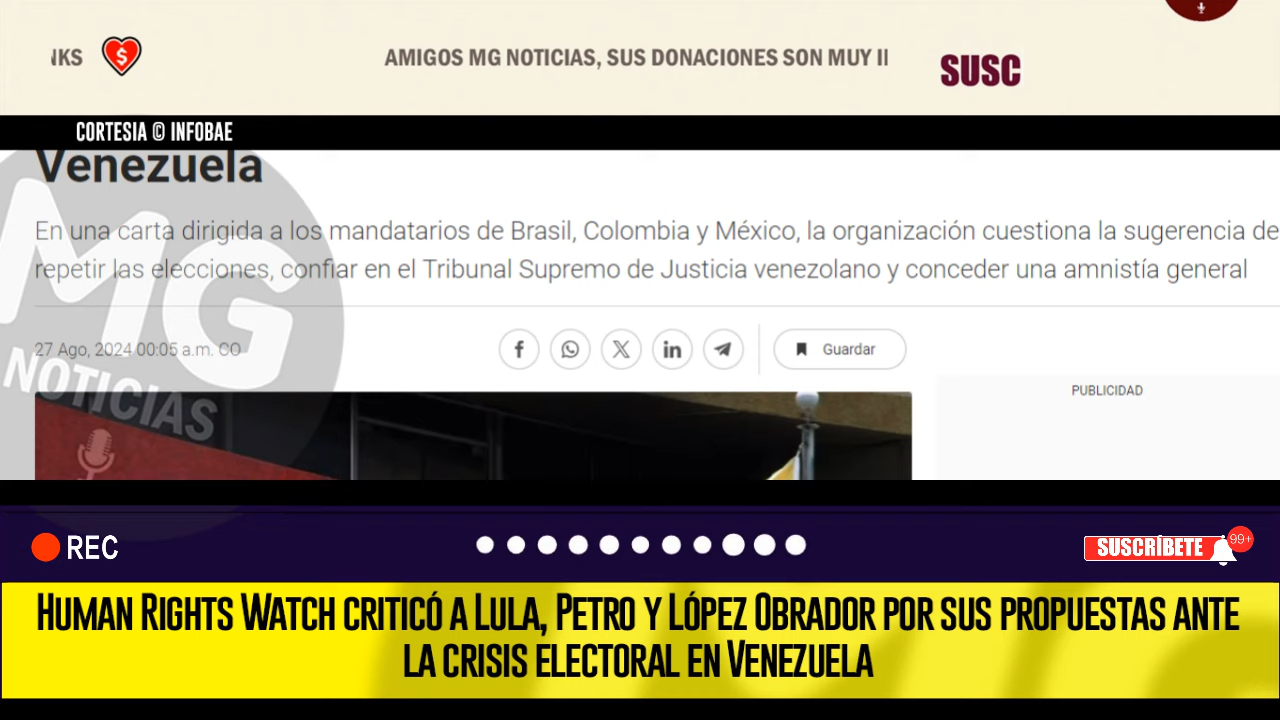 AMIGOS MG NOTICIAS, SUS DONACIONES SON MUY
SUSC
CORTESIA © INFOBAE
Venezuela
En una carta dirigida a los mandatarios de Brasil, Colombia y México, la organización cuestiona la sugerencia de
repetir las elecciones, confiar en el Tribunal Supremo de Justicia venezolano y conceder una amnistía general
27 Ago, 2024 00:05 a.m. CO
Guardar
MG
NOTICIAS
PUBLICIDAD
REC
SUSCRÍBETE
99+
HUMAN RIGHTS WATCH CRITICÓ A LULA, PETRO Y LÓPEZ OBRADOR POR SUS PROPUESTAS ANTE
LA CRISIS ELECTORAL EN VENEZUELA